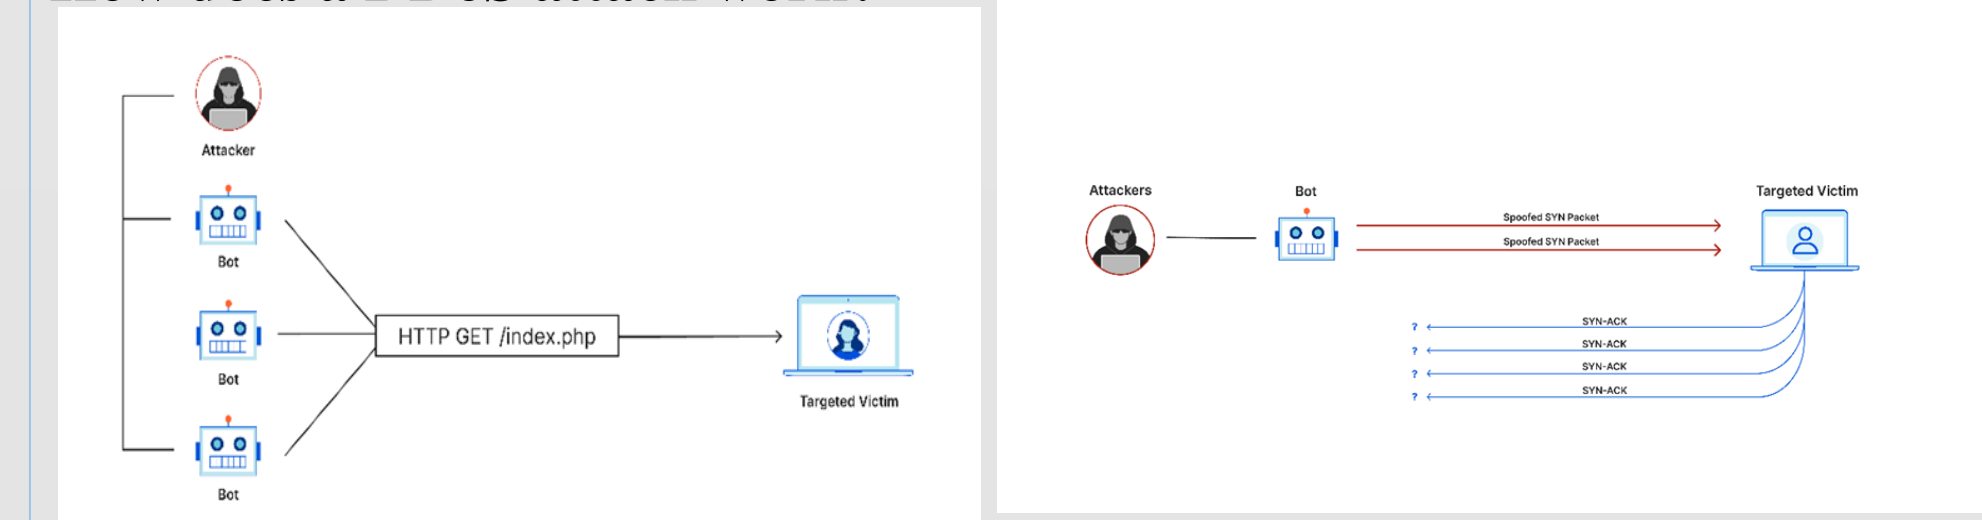 Attacker
Bot
Bot
Bot
HTTP GET /index.php
Targeted Victim
Attackers
Bot
Targeted Victim
Spoofed SYN Packet
Spoofed SYN Packet
? SYN-ACK
? SYN-ACK
? SYN-ACK
? SYN-ACK